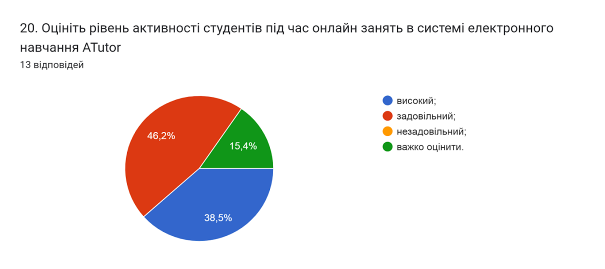 20. Оцініть рівень активності студентів під час онлайн занять в системі електронного
навчання ATutor
13 відповідей
високий;
задовільний;
незадовільний;
важко оцінити.
46,2%
15,4%
38,5%